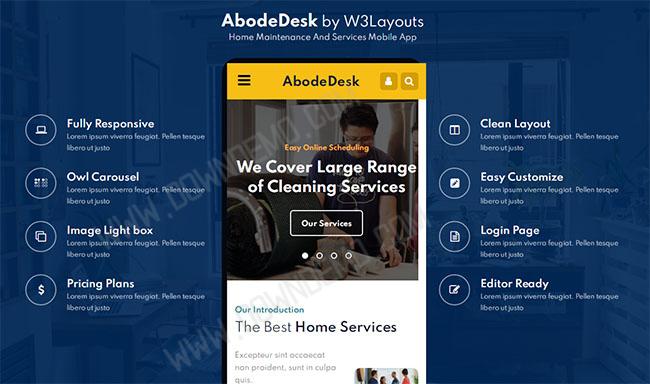 AbodeDesk by W3Layouts
Home Maintenance And Services Mobile App
Fully Responsive
Lorem ipsum viverra feugiat. Pellen tesque
libero ut justo
Owl Carousel
Lorem ipsum viverra feugiat. Pellen tesque
libero ut justo
Image Light box
Lorem ipsum viverra feugiat. Pellen tesque
libero ut justo
Pricing Plans
Lorem ipsum viverra feugiat. Pellen tesque
libero ut justo
AbodeDesk
Easy Online Scheduling
We Cover Large Range
of Cleaning Services
Our Services
Our Introduction
The Best Home Services
Excepteur sint occaecat
non proident, sunt in culpa
quis.
Clean Layout
Lorem ipsum viverra feugiat. Pellen tesque
libero ut justo
Easy Customize
Lorem ipsum viverra feugiat. Pellen tesque
libero ut justo
Login Page
Lorem ipsum viverra feugiat. Pellen tesque
libero ut justo
Editor Ready
Lorem ipsum viverra feugiat. Pellen tesque
libero ut justo
WWW.DOWNDEMO.COM
WWW.DOWNDEMO.COM